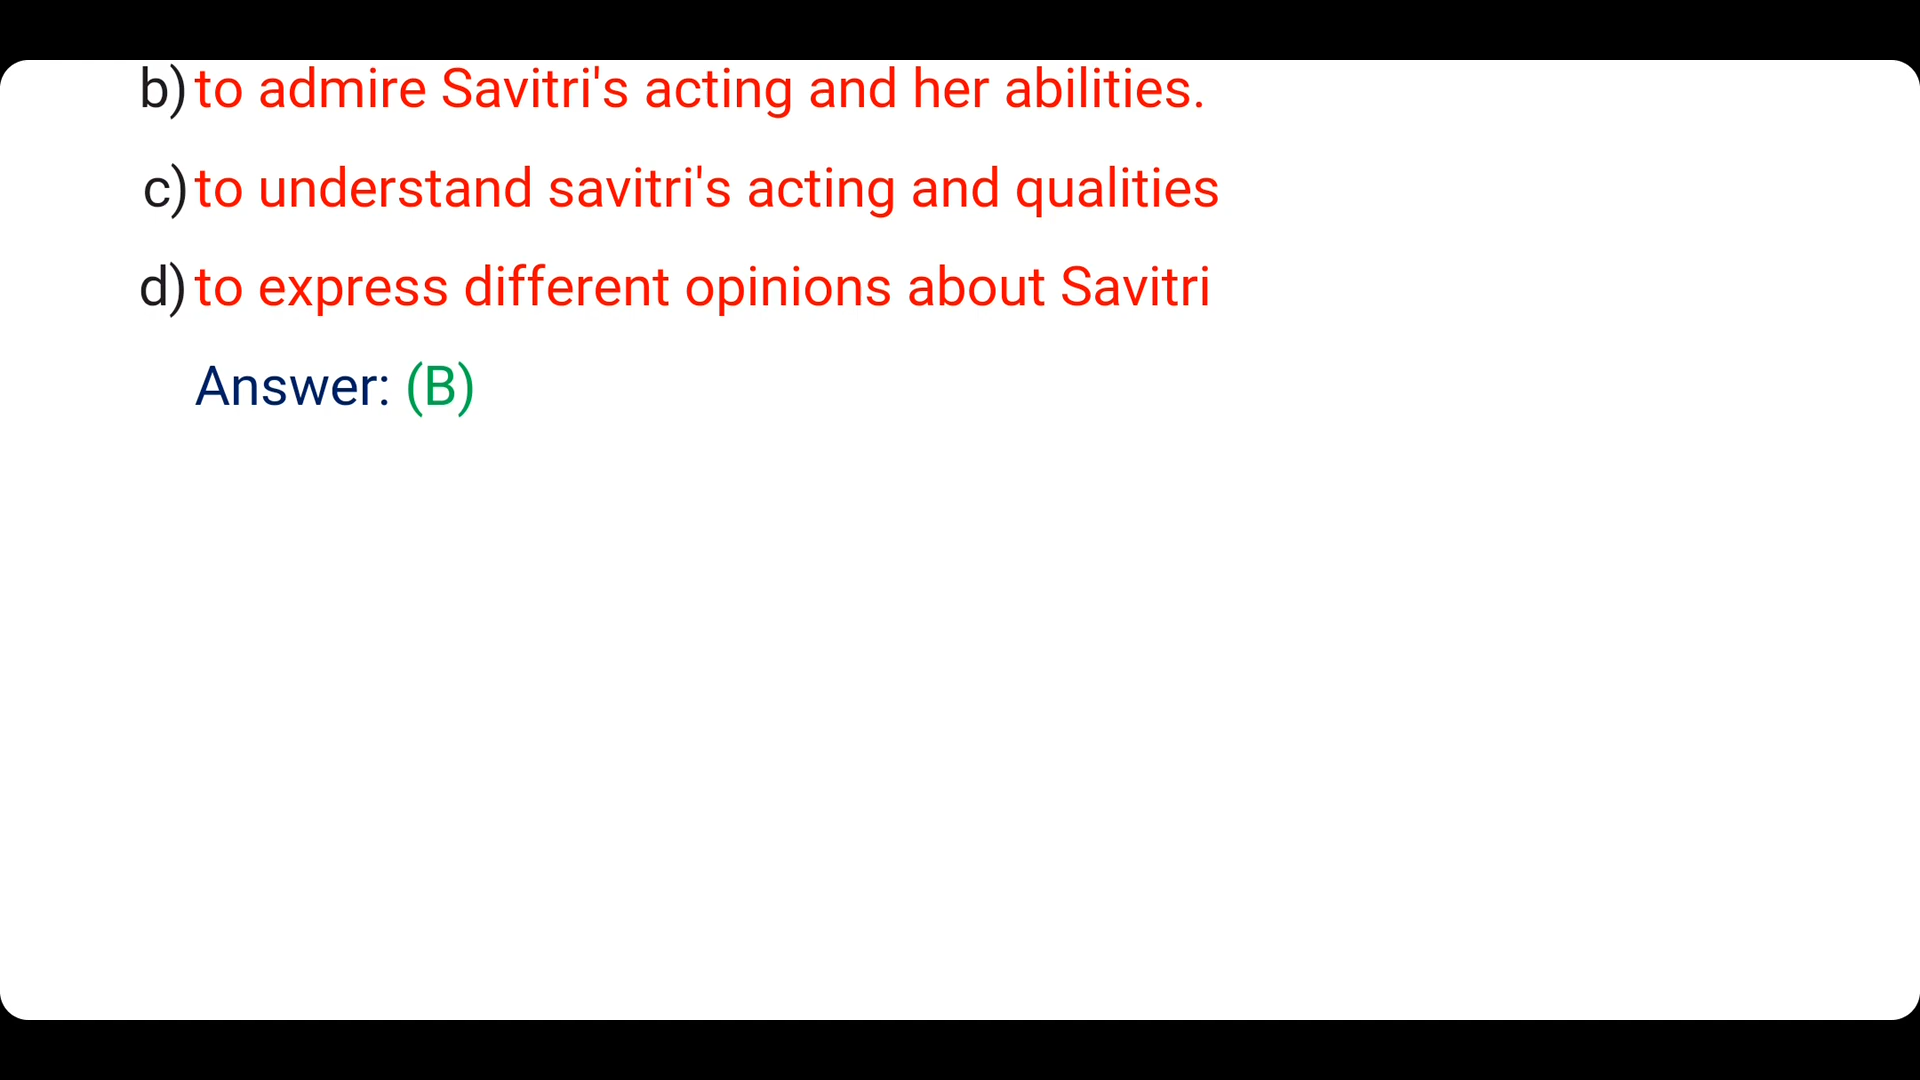 b) to admire Savitri's acting and her abilities.
c) to understand savitri's acting and qualities
d) to express different opinions about Savitri
Answer: (B)